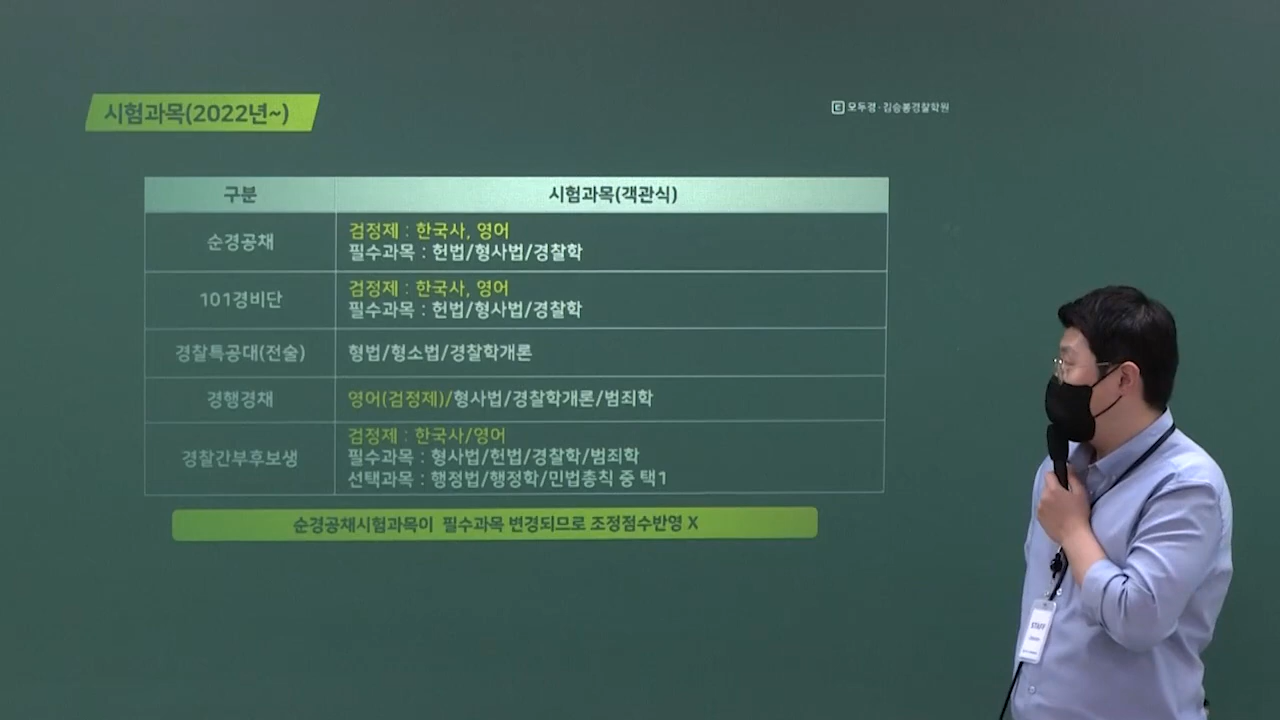 시험과목(2022년~)
모두경·김승봉경찰학원
구분
시험과목(객관식)
순경공채
검정제 : 한국사, 영어
필수과목 : 헌법/형사법/경찰학
101경비단
검정제 : 한국사, 영어
필수과목 : 헌법/형사법/경찰학
경찰특공대(전술)
형법/형소법/경찰학개론
경행경채
영어(검정제)/형사법/경찰학개론/범죄학
경찰간부후보생
검정제 : 한국사/영어
필수과목 : 형사법/헌법/경찰학/범죄학
선택과목 : 행정법/행정학/민법총칙 중 택1
순경공채시험과목이 필수과목 변경되므로 조정점수반영 X